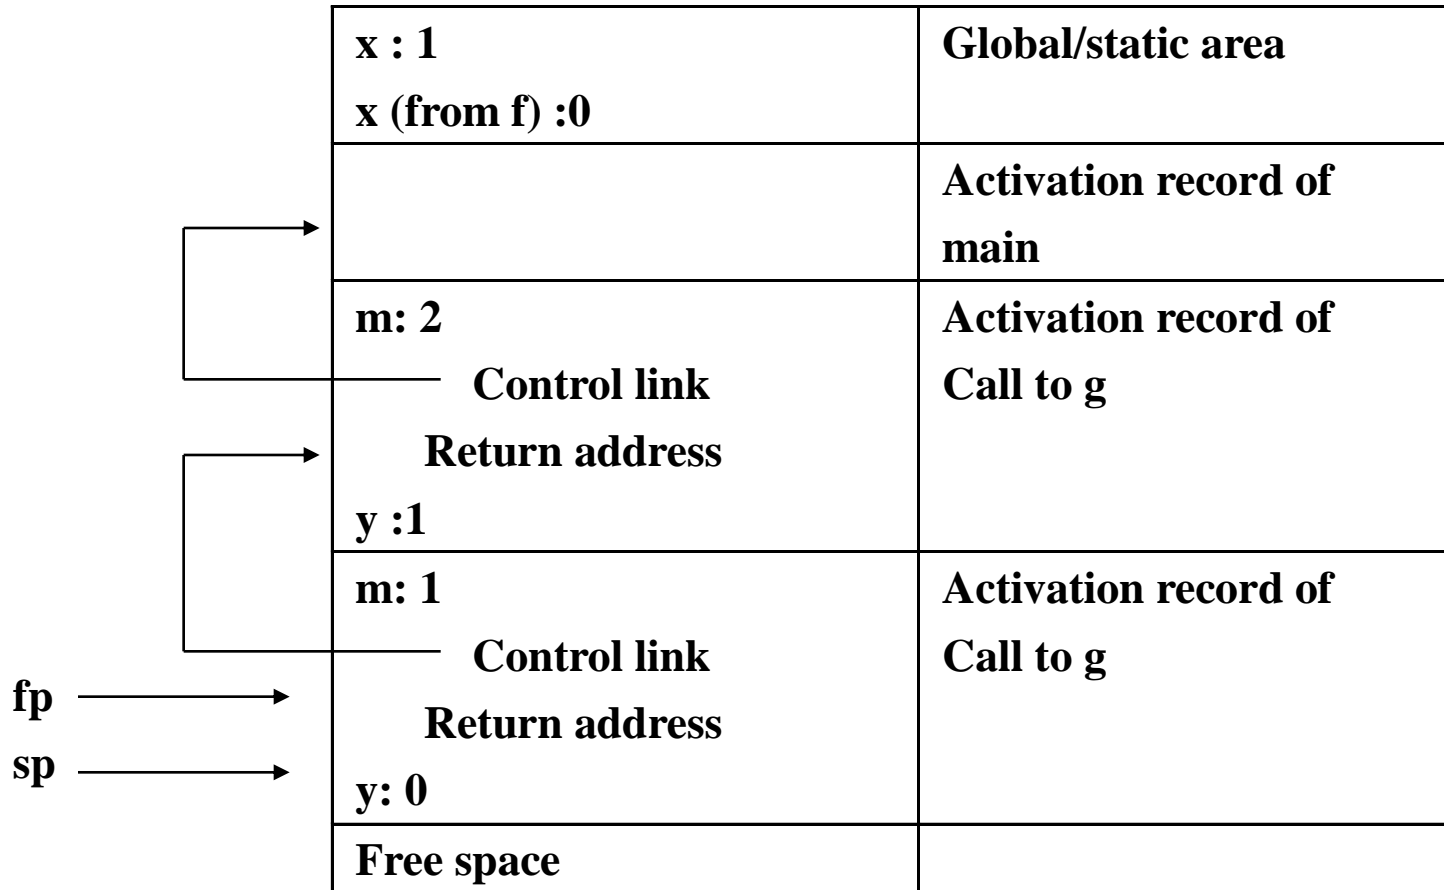 x : 1
Global/static area
x (from f) :0
Activation record of
main
m: 2
Activation record of
Control link
Call to g
Return address
y :1
m: 1
Activation record of
Control link
Call to g
fp
Return address
sp
y: 0
Free space